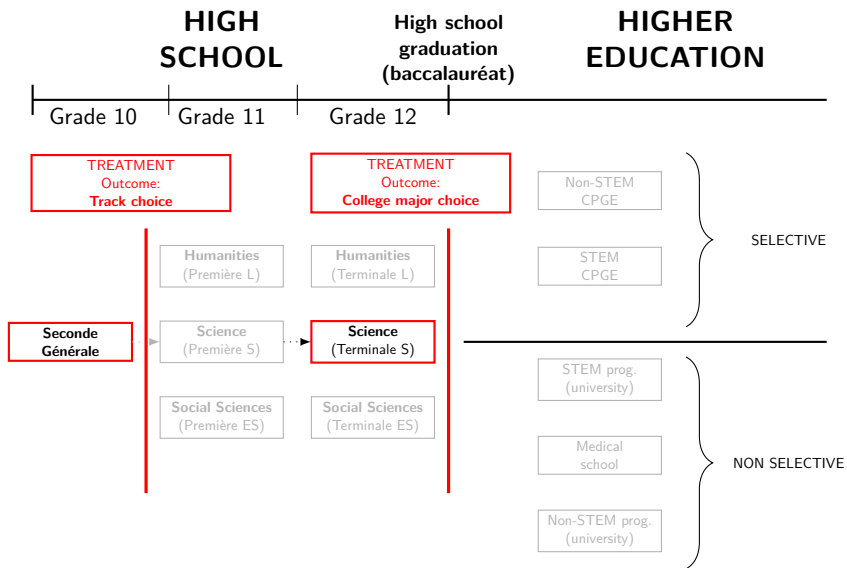 HIGH
SCHOOL
High school
graduation
(baccalauréat)
HIGHER
EDUCATION
Grade 10
Grade 11
Grade 12
TREATMENT
Outcome:
Track choice
TREATMENT
Outcome:
College major choice
Non-STEM
CPGE
STEM
CPGE
SELECTIVE
Humanities
(Première L)
Humanities
(Terminale L)
Seconde
Générale
Science
(Première S)
Science
(Terminale S)
Social Sciences
(Première ES)
Social Sciences
(Terminale ES)
STEM prog.
(university)
Medical
school
NON SELECTIVE
Non-STEM prog.
(university)